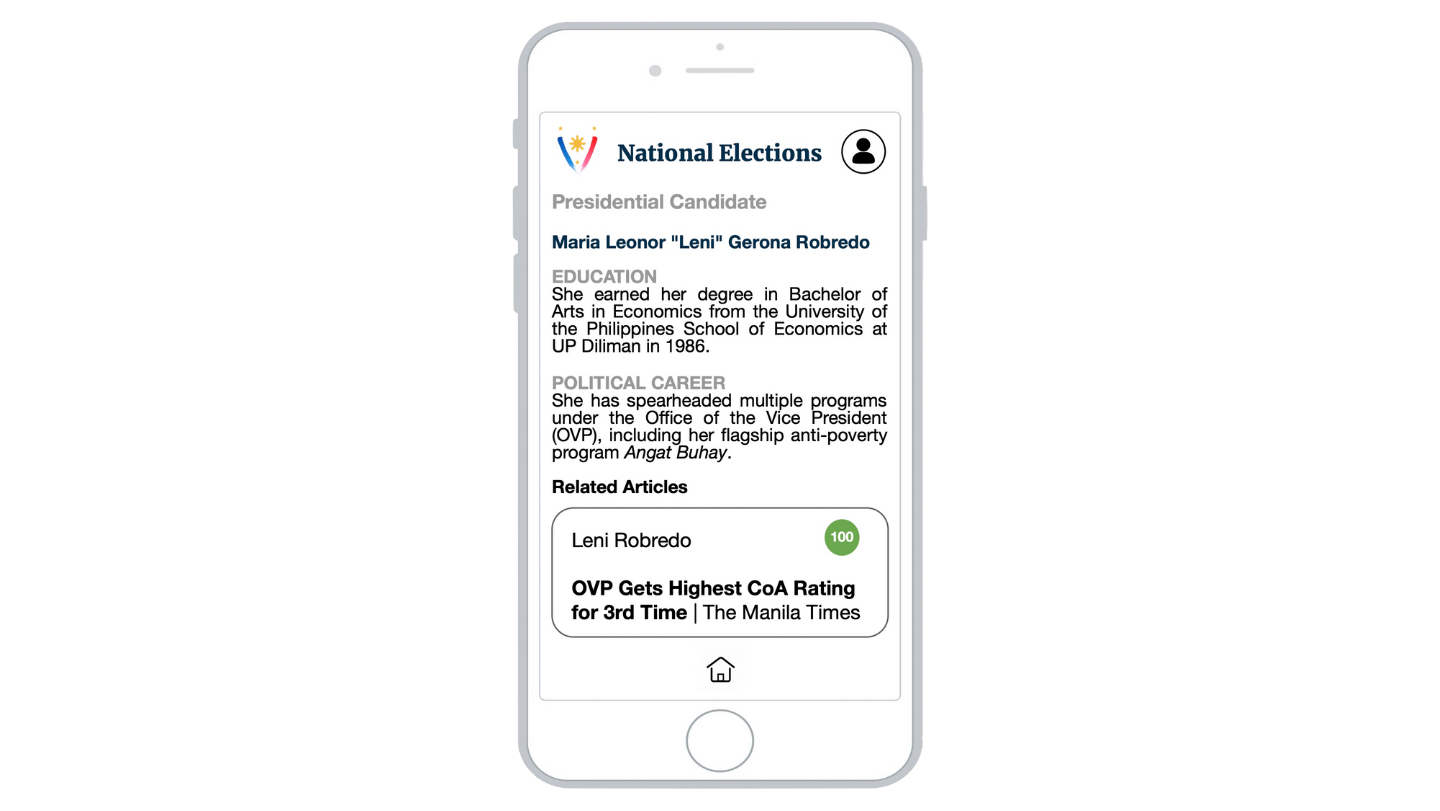 National Elections
Presidential Candidate
Maria Leonor "Leni" Gerona Robredo
EDUCATION
She earned her degree in Bachelor of
Arts in Economics from the University of
the Philippines School of Economics at
UP Diliman in 1986.
POLITICAL CAREER
She has spearheaded multiple programs
under the Office of the Vice President
(OVP), including her flagship anti-poverty
program Angat Buhay.
Related Articles
Leni Robredo
100
OVP Gets Highest CoA Rating
for 3rd Time | The Manila Times